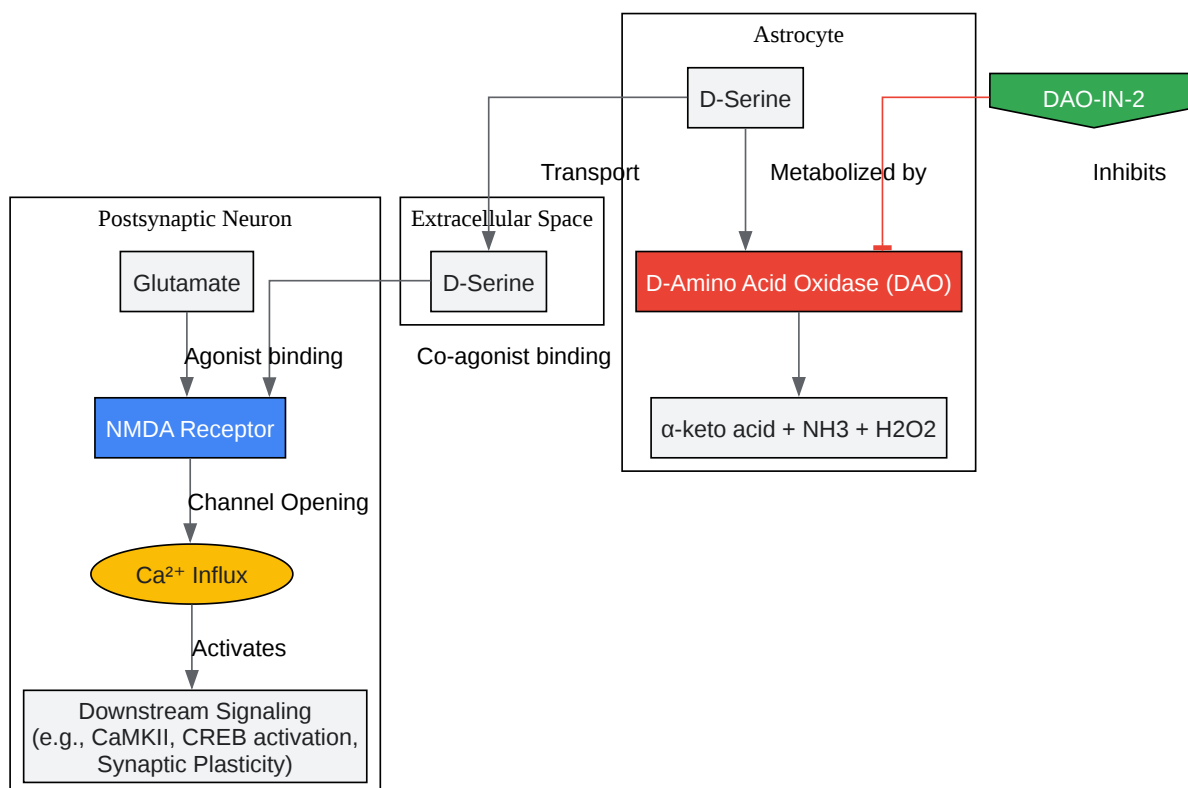 Astrocyte
D-Serine
DAO-IN-2
Transport
Metabolized by
Inhibits
Postsynaptic Neuron
Extracellular Space
Glutamate
D-Serine
D-Amino Acid Oxidase (DAO)
Agonist binding
Co-agonist binding
NMDA Receptor
α-keto acid + NH3 + H2O2
Channel Opening
Ca²⁺ Influx
Activates
Downstream Signaling
(e.g., CaMKII, CREB activation,
Synaptic Plasticity)